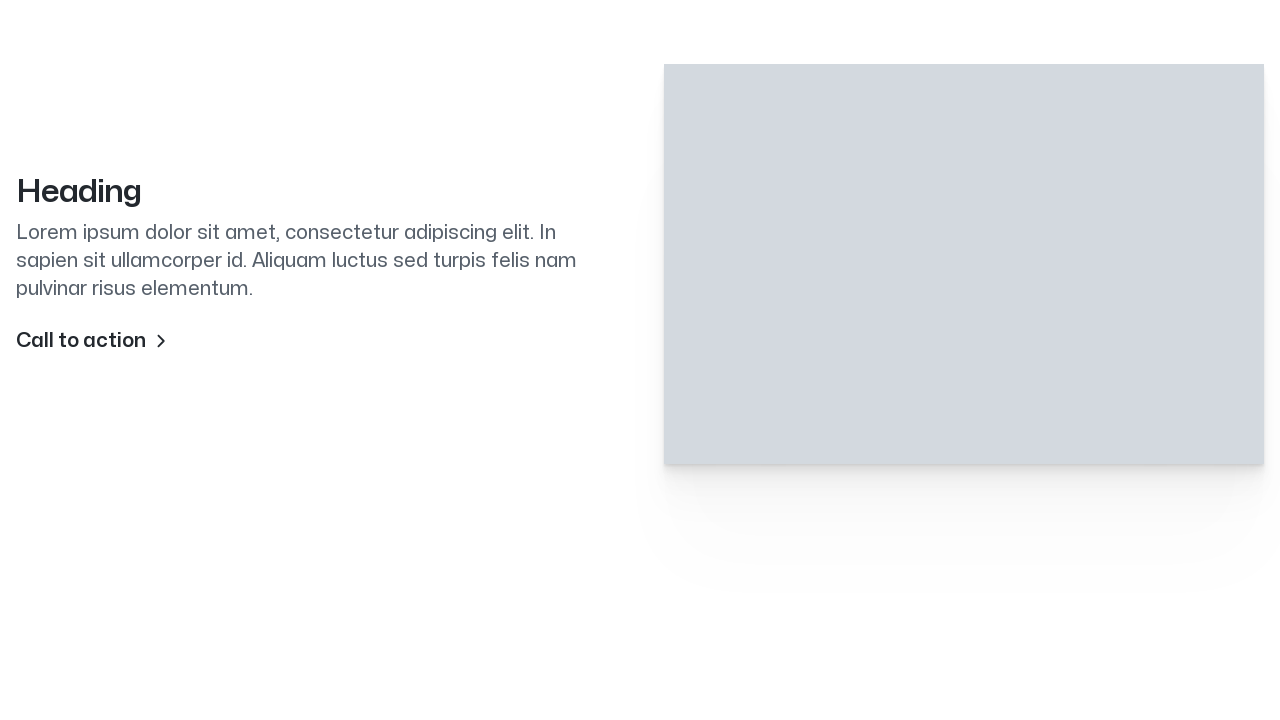 Heading
Lorem ipsum dolor sit amet, consectetur adipiscing elit. In
sapien sit ullamcorper id. Aliquam luctus sed turpis felis nam
pulvinar risus elementum.
Call to action